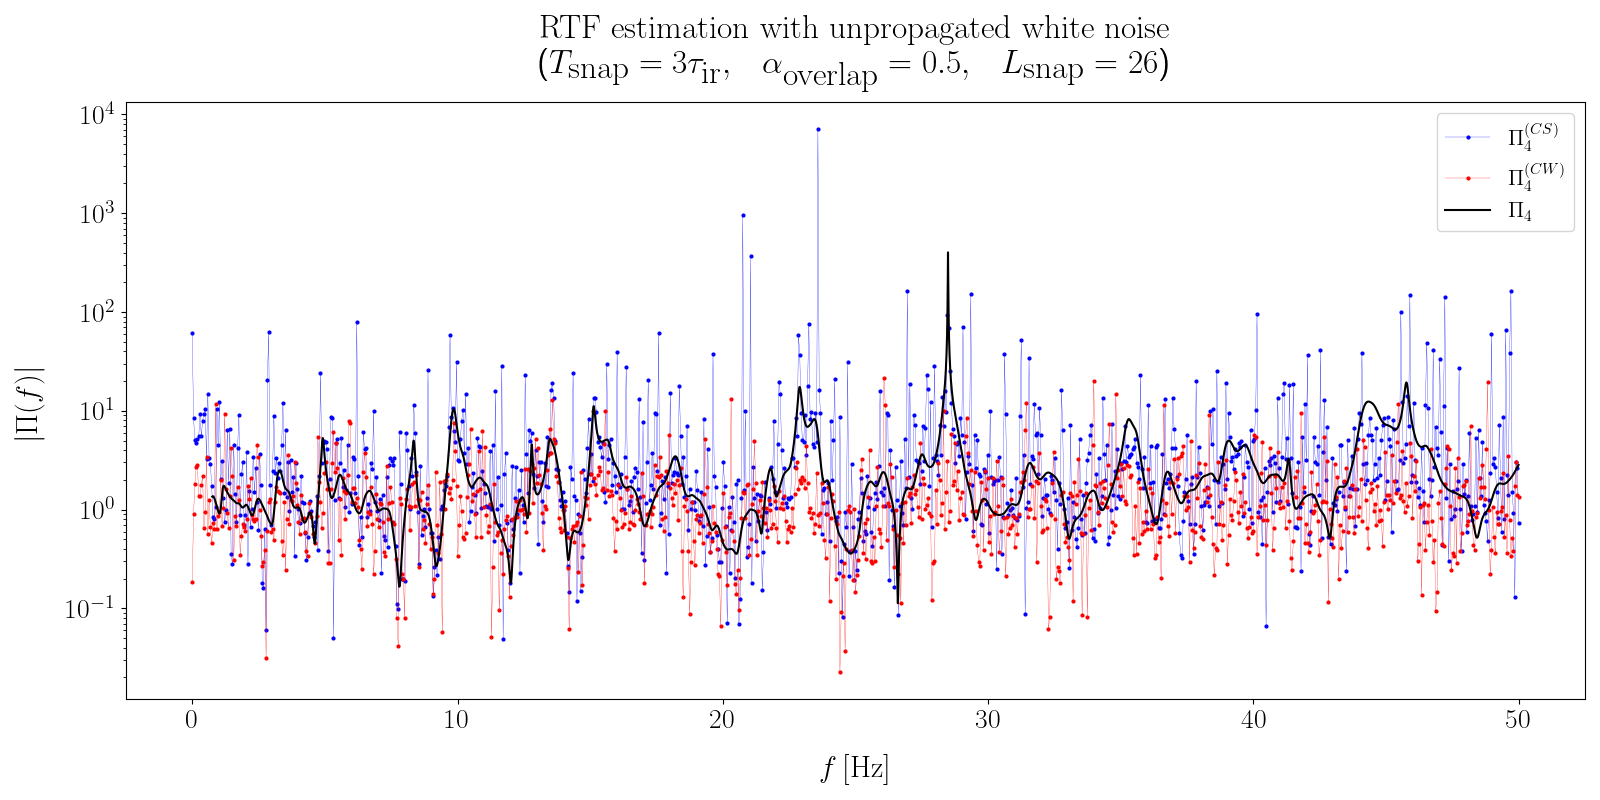 RTF estimation with unpropagated white noise
(T_snap = 3τ_ir, α_overlap = 0.5, L_snap = 26)
|Π(f)|
10^4
10^3
10^2
10^1
10^0
10^−1
Π_4^(CS)
Π_4^(CW)
Π_4
0 10 20 30 40 50
f [Hz]